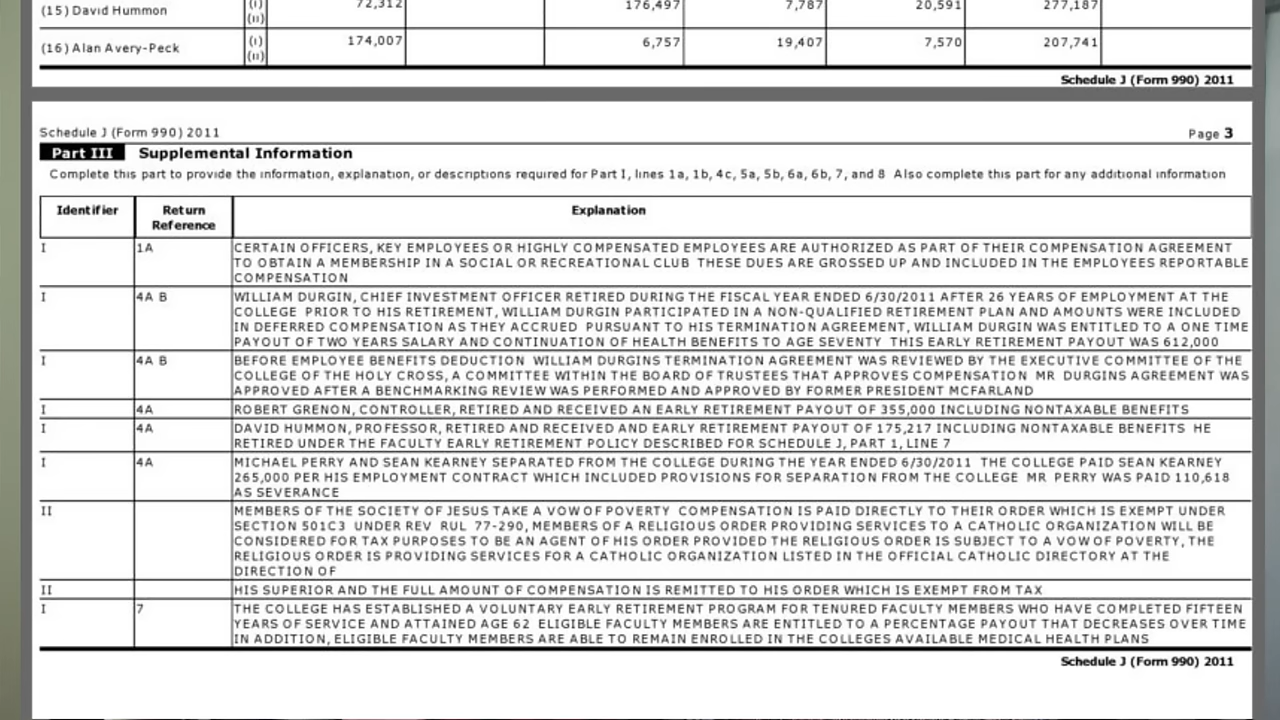 (15) David Hummon (i) 72,312 176,497 7,787 20,591 277,187
(ii)
(16) Alan Avery-Peck (i) 174,007 6,757 19,407 7,570 207,741
(ii)
Schedule J (Form 990) 2011
Schedule J (Form 990) 2011 Page 3
Part III Supplemental Information
Complete this part to provide the information, explanation, or descriptions required for Part I, lines 1a, 1b, 4c, 5a, 5b, 6a, 6b, 7, and 8 Also complete this part for any additional information
Identifier Return Explanation
Reference
I 1A CERTAIN OFFICERS, KEY EMPLOYEES OR HIGHLY COMPENSATED EMPLOYEES ARE AUTHORIZED AS PART OF THEIR COMPENSATION AGREEMENT
TO OBTAIN A MEMBERSHIP IN A SOCIAL OR RECREATIONAL CLUB THESE DUES ARE GROSSED UP AND INCLUDED IN THE EMPLOYEES REPORTABLE
COMPENSATION
I 4A B WILLIAM DURGIN, CHIEF INVESTMENT OFFICER RETIRED DURING THE FISCAL YEAR ENDED 6/30/2011 AFTER 26 YEARS OF EMPLOYMENT AT THE
COLLEGE PRIOR TO HIS RETIREMENT, WILLIAM DURGIN PARTICIPATED IN A NON-QUALIFIED RETIREMENT PLAN AND AMOUNTS WERE INCLUDED
IN DEFERRED COMPENSATION AS THEY ACCRUED PURSUANT TO HIS TERMINATION AGREEMENT, WILLIAM DURGIN WAS ENTITLED TO A ONE TIME
PAYOUT OF TWO YEARS SALARY AND CONTINUATION OF HEALTH BENEFITS TO AGE SEVENTY THIS EARLY RETIREMENT PAYOUT WAS 612,000
I 4A B BEFORE EMPLOYEE BENEFITS DEDUCTION WILLIAM DURGINS TERMINATION AGREEMENT WAS REVIEWED BY THE EXECUTIVE COMMITTEE OF THE
COLLEGE OF THE HOLY CROSS, A COMMITTEE WITHIN THE BOARD OF TRUSTEES THAT APPROVES COMPENSATION MR DURGINS AGREEMENT WAS
APPROVED AFTER A BENCHMARKING REVIEW WAS PERFORMED AND APPROVED BY FORMER PRESIDENT MCFARLAND
I 4A ROBERT GRENON, CONTROLLER, RETIRED AND RECEIVED AN EARLY RETIREMENT PAYOUT OF 355,000 INCLUDING NONTAXABLE BENEFITS
I 4A DAVID HUMMON, PROFESSOR, RETIRED AND RECEIVED AND EARLY RETIREMENT PAYOUT OF 175,217 INCLUDING NONTAXABLE BENEFITS HE
RETIRED UNDER THE FACULTY EARLY RETIREMENT POLICY DESCRIBED FOR SCHEDULE J, PART 1, LINE 7
I 4A MICHAEL PERRY AND SEAN KEARNEY SEPARATED FROM THE COLLEGE DURING THE YEAR ENDED 6/30/2011 THE COLLEGE PAID SEAN KEARNEY
265,000 PER HIS EMPLOYMENT CONTRACT WHICH INCLUDED PROVISIONS FOR SEPARATION FROM THE COLLEGE MR PERRY WAS PAID 110,618
AS SEVERANCE
II MEMBERS OF THE SOCIETY OF JESUS TAKE A VOW OF POVERTY COMPENSATION IS PAID DIRECTLY TO THEIR ORDER WHICH IS EXEMPT UNDER
SECTION 501C3 UNDER REV RUL 77-290, MEMBERS OF A RELIGIOUS ORDER PROVIDING SERVICES TO A CATHOLIC ORGANIZATION WILL BE
CONSIDERED FOR TAX PURPOSES TO BE AN AGENT OF HIS ORDER PROVIDED THE RELIGIOUS ORDER IS SUBJECT TO A VOW OF POVERTY, THE
RELIGIOUS ORDER IS PROVIDING SERVICES FOR A CATHOLIC ORGANIZATION LISTED IN THE OFFICIAL CATHOLIC DIRECTORY AT THE
DIRECTION OF
II HIS SUPERIOR AND THE FULL AMOUNT OF COMPENSATION IS REMITTED TO HIS ORDER WHICH IS EXEMPT FROM TAX
I 7 THE COLLEGE HAS ESTABLISHED A VOLUNTARY EARLY RETIREMENT PROGRAM FOR TENURED FACULTY MEMBERS WHO HAVE COMPLETED FIFTEEN
YEARS OF SERVICE AND ATTAINED AGE 62 ELIGIBLE FACULTY MEMBERS ARE ENTITLED TO A PERCENTAGE PAYOUT THAT DECREASES OVER TIME
IN ADDITION, ELIGIBLE FACULTY MEMBERS ARE ABLE TO REMAIN ENROLLED IN THE COLLEGES AVAILABLE MEDICAL HEALTH PLANS
Schedule J (Form 990) 2011